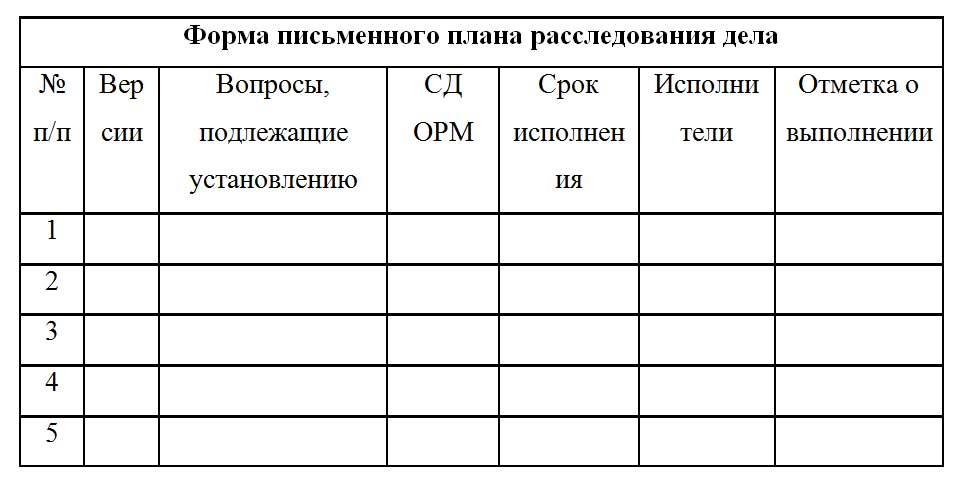 Форма письменного плана расследования дела
№ Вер Вопросы, СД Срок Исполни Отметка о
п/п сии подлежащие ОРМ исполнен тели выполнении
установлению ия
1
2
3
4
5